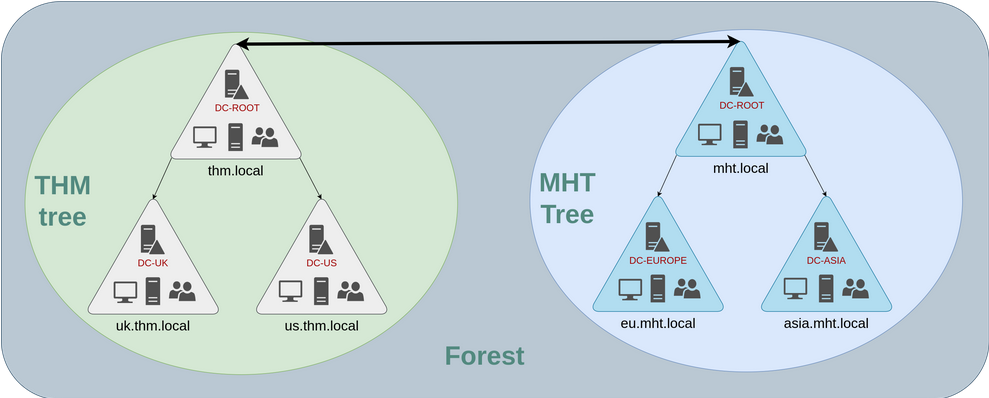 DC-ROOT
thm.local
THM
tree
DC-UK
uk.thm.local
DC-US
us.thm.local
DC-ROOT
mht.local
MHT
Tree
DC-EUROPE
eu.mht.local
DC-ASIA
asia.mht.local
Forest